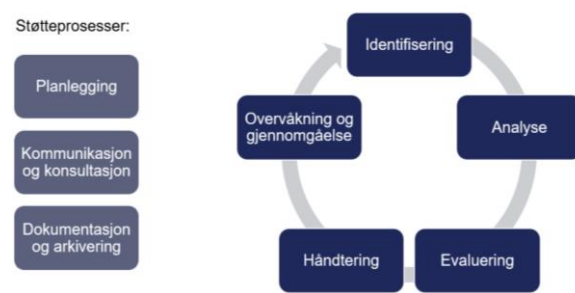 Støtteprosesser:
Planlegging
Kommunikasjon
og konsultasjon
Dokumentasjon
og arkivering
Identifisering
Analyse
Evaluering
Håndtering
Overvåkning og
gjennomgåelse